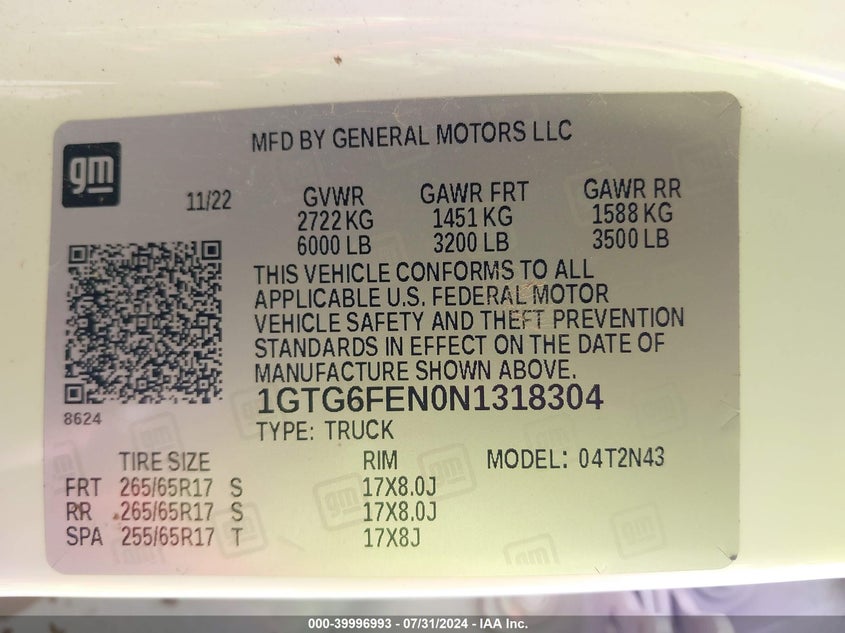 MFD BY GENERAL MOTORS LLC
gm
11/22
GVWR GAWR FRT GAWR RR
2722 KG 1451 KG 1588 KG
6000 LB 3200 LB 3500 LB
THIS VEHICLE CONFORMS TO ALL
APPLICABLE U.S. FEDERAL MOTOR
VEHICLE SAFETY AND THEFT PREVENTION
STANDARDS IN EFFECT ON THE DATE OF
MANUFACTURE SHOWN ABOVE.
8624
1GTG6FEN0N1318304
TYPE: TRUCK
TIRE SIZE RIM MODEL: 04T2N43
FRT 265/65R17 S 17X8.0J
RR 265/65R17 S 17X8.0J
SPA 255/65R17 T 17X8J
000-39996993 - 07/31/2024 - IAA Inc.